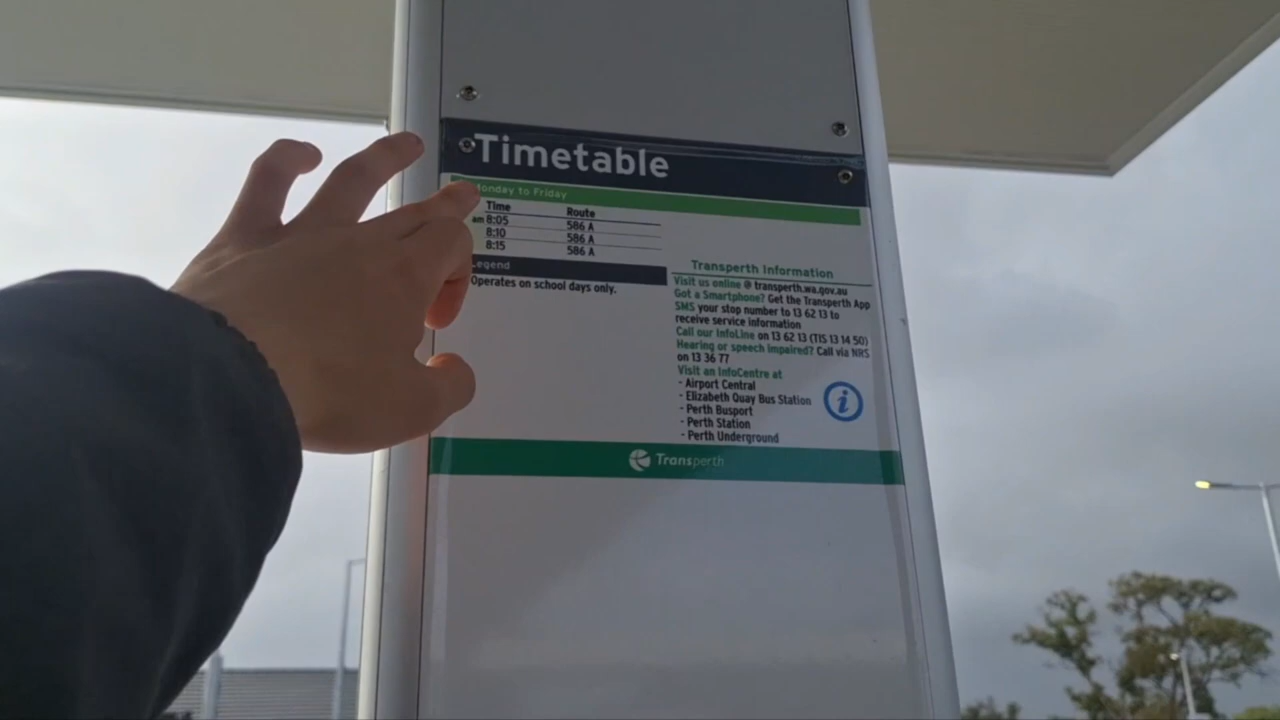 Timetable
Monday to Friday
Time Route
am 8:05 586 A
8:10 586 A
8:15 586 A
Legend
Operates on school days only.
Transperth Information
Visit us online @ transperth.wa.gov.au
Got a Smartphone? Get the Transperth App
SMS your stop number to 13 62 13 to
receive service information
Call our InfoLine on 13 62 13 (TIS 13 14 50)
Hearing or speech impaired? Call via NRS
on 13 36 77
Visit an InfoCentre at
- Airport Central
- Elizabeth Quay Bus Station
- Perth Busport
- Perth Station
- Perth Underground
i
Transperth